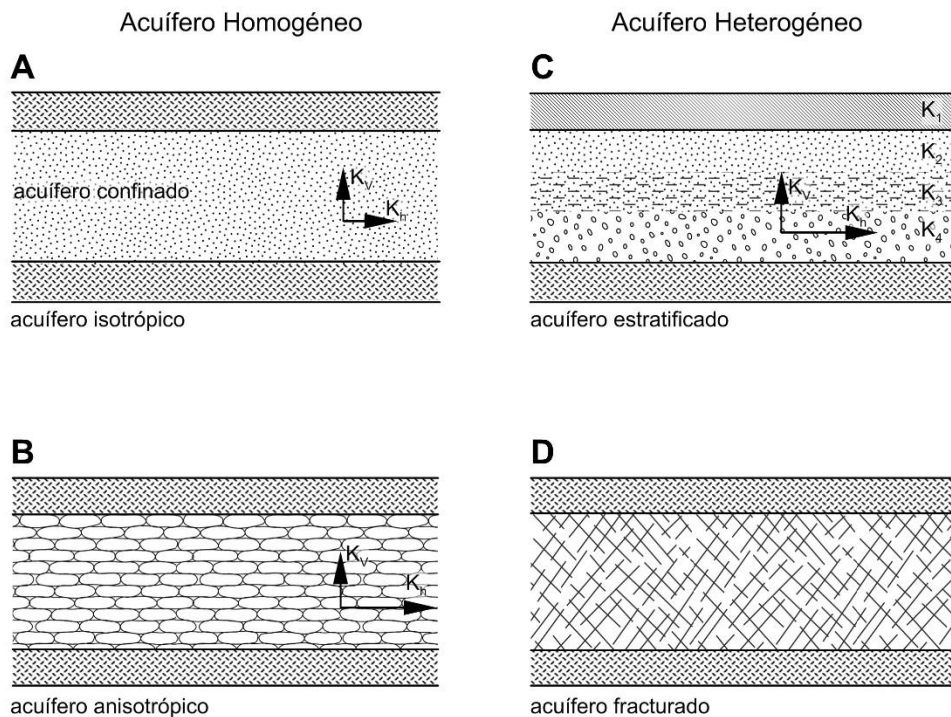 Acuífero Homogéneo
Acuífero Heterogéneo
A
acuífero confinado
Kv
Kh
acuífero isotrópico
C
K1
K2
K3
K4
Kv
Kh
acuífero estratificado
B
Kv
Kh
acuífero anisotrópico
D
acuífero fracturado